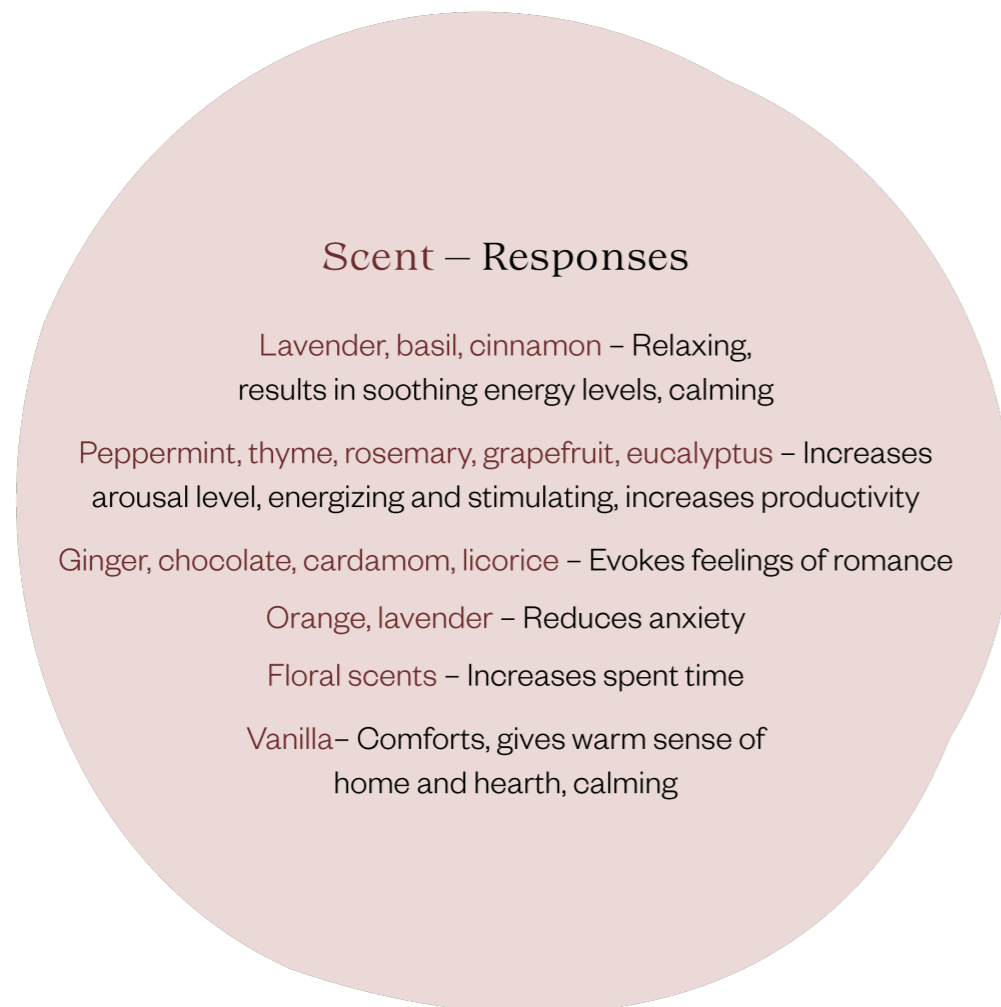 Scent – Responses
Lavender, basil, cinnamon – Relaxing,
results in soothing energy levels, calming
Peppermint, thyme, rosemary, grapefruit, eucalyptus – Increases
arousal level, energizing and stimulating, increases productivity
Ginger, chocolate, cardamom, licorice – Evokes feelings of romance
Orange, lavender – Reduces anxiety
Floral scents – Increases spent time
Vanilla– Comforts, gives warm sense of
home and hearth, calming